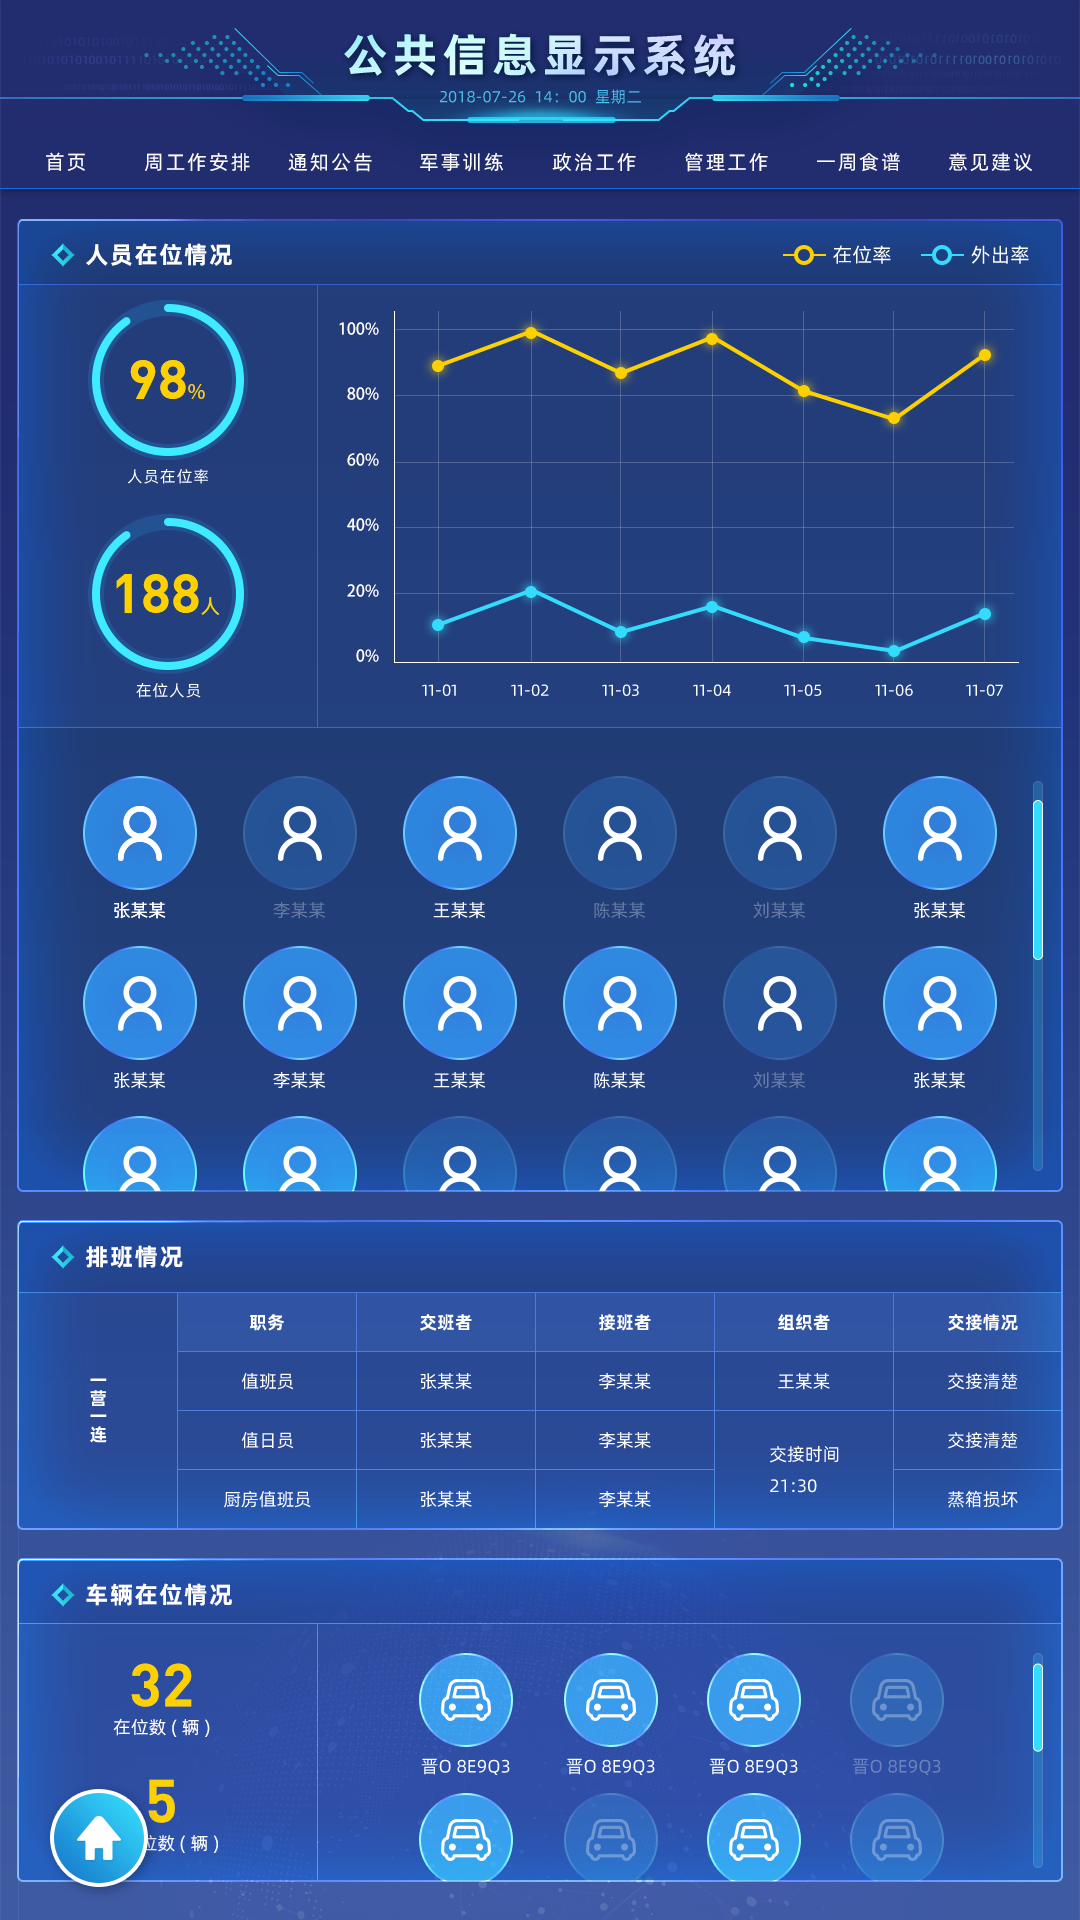 公共信息显示系统
2018-07-26 14：00 星期二
首页 周工作安排 通知公告 军事训练 政治工作 管理工作 一周食谱 意见建议
人员在位情况
在位率 外出率
98%
人员在位率
188人
在位人员
100%
80%
60%
40%
20%
0%
11-01 11-02 11-03 11-04 11-05 11-06 11-07
张某某 李某某 王某某 陈某某 刘某某 张某某
张某某 李某某 王某某 陈某某 刘某某 张某某
排班情况
职务 交班者 接班者 组织者 交接情况
一营一连
值班员 张某某 李某某 王某某 交接清楚
值日员 张某某 李某某 交接清楚
交接时间
21:30
厨房值班员 张某某 李某某 蒸箱损坏
车辆在位情况
32
在位数 ( 辆 )
5
位数 ( 辆 )
晋O 8E9Q3 晋O 8E9Q3 晋O 8E9Q3 晋O 8E9Q3